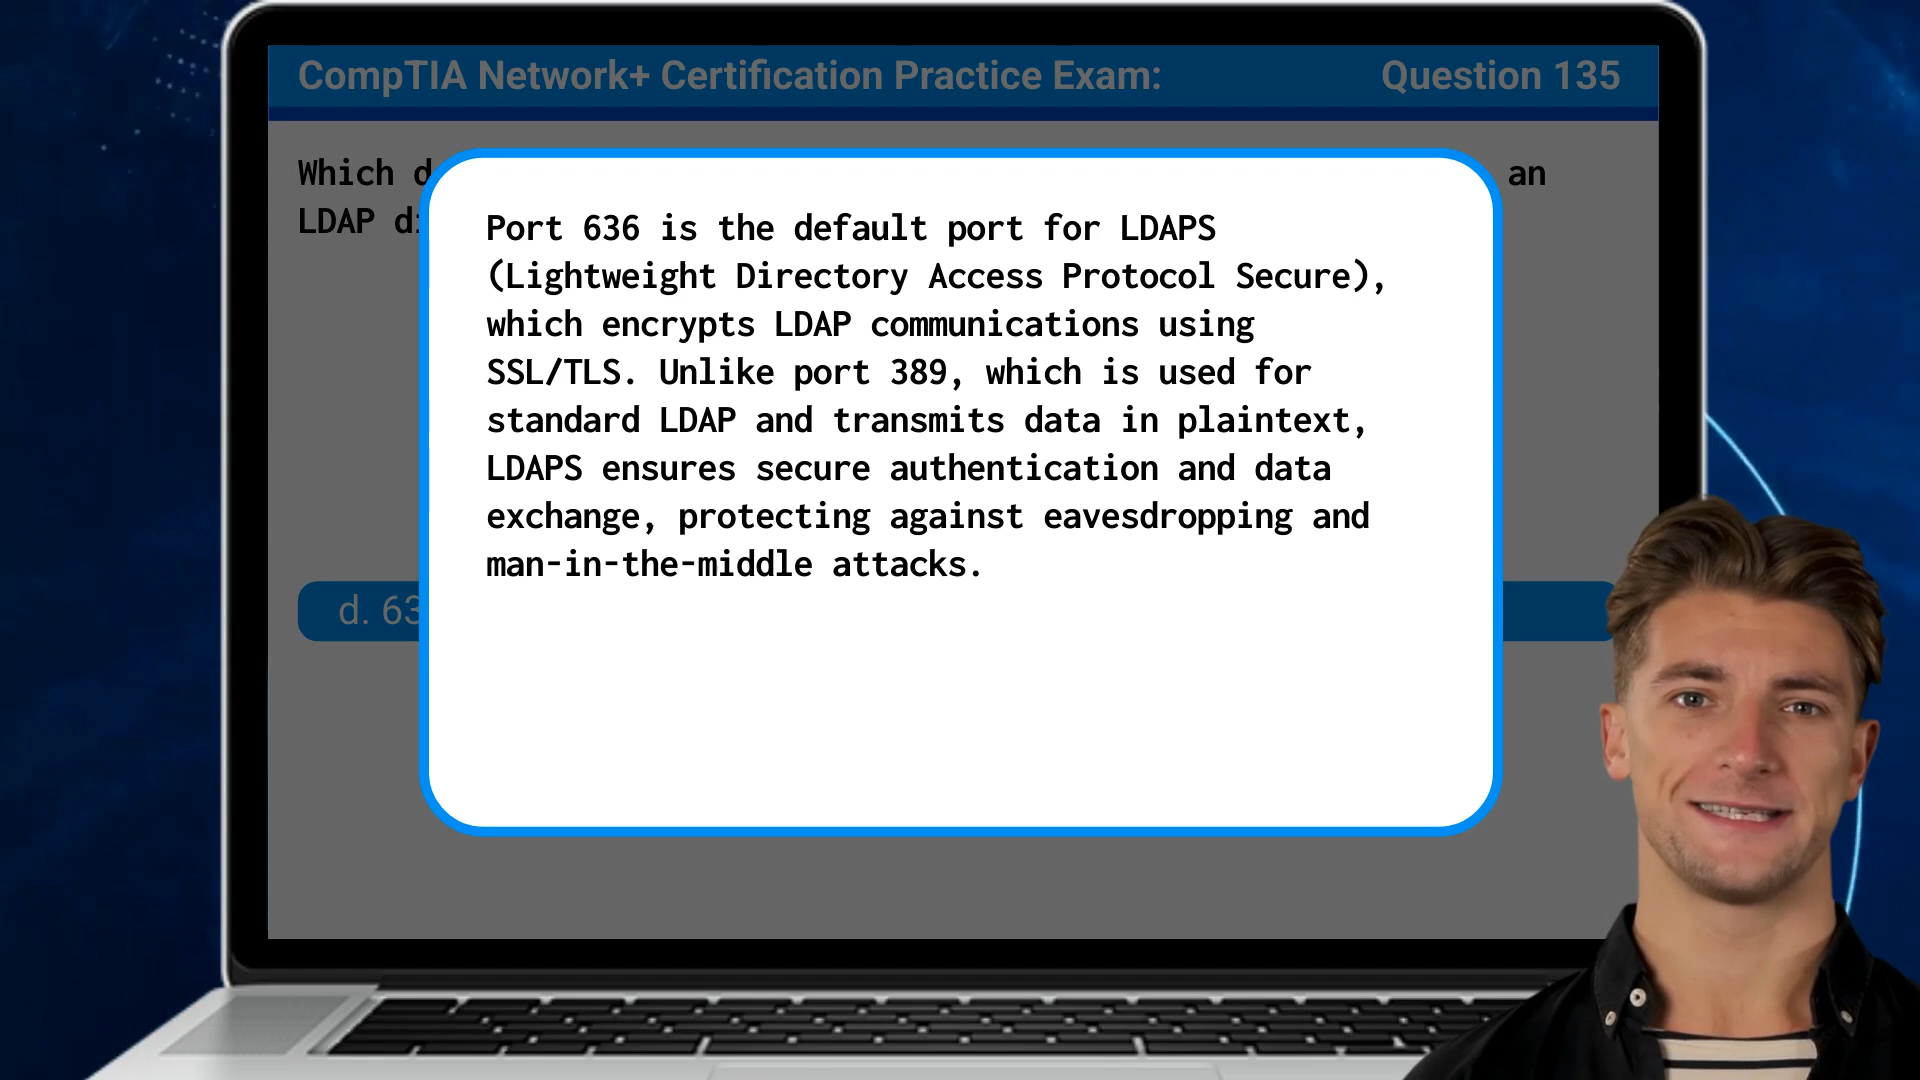 CompTIA Network+ Certification Practice Exam: Question 135
Which d an
LDAP di
Port 636 is the default port for LDAPS
(Lightweight Directory Access Protocol Secure),
which encrypts LDAP communications using
SSL/TLS. Unlike port 389, which is used for
standard LDAP and transmits data in plaintext,
LDAPS ensures secure authentication and data
exchange, protecting against eavesdropping and
man-in-the-middle attacks.
d. 63